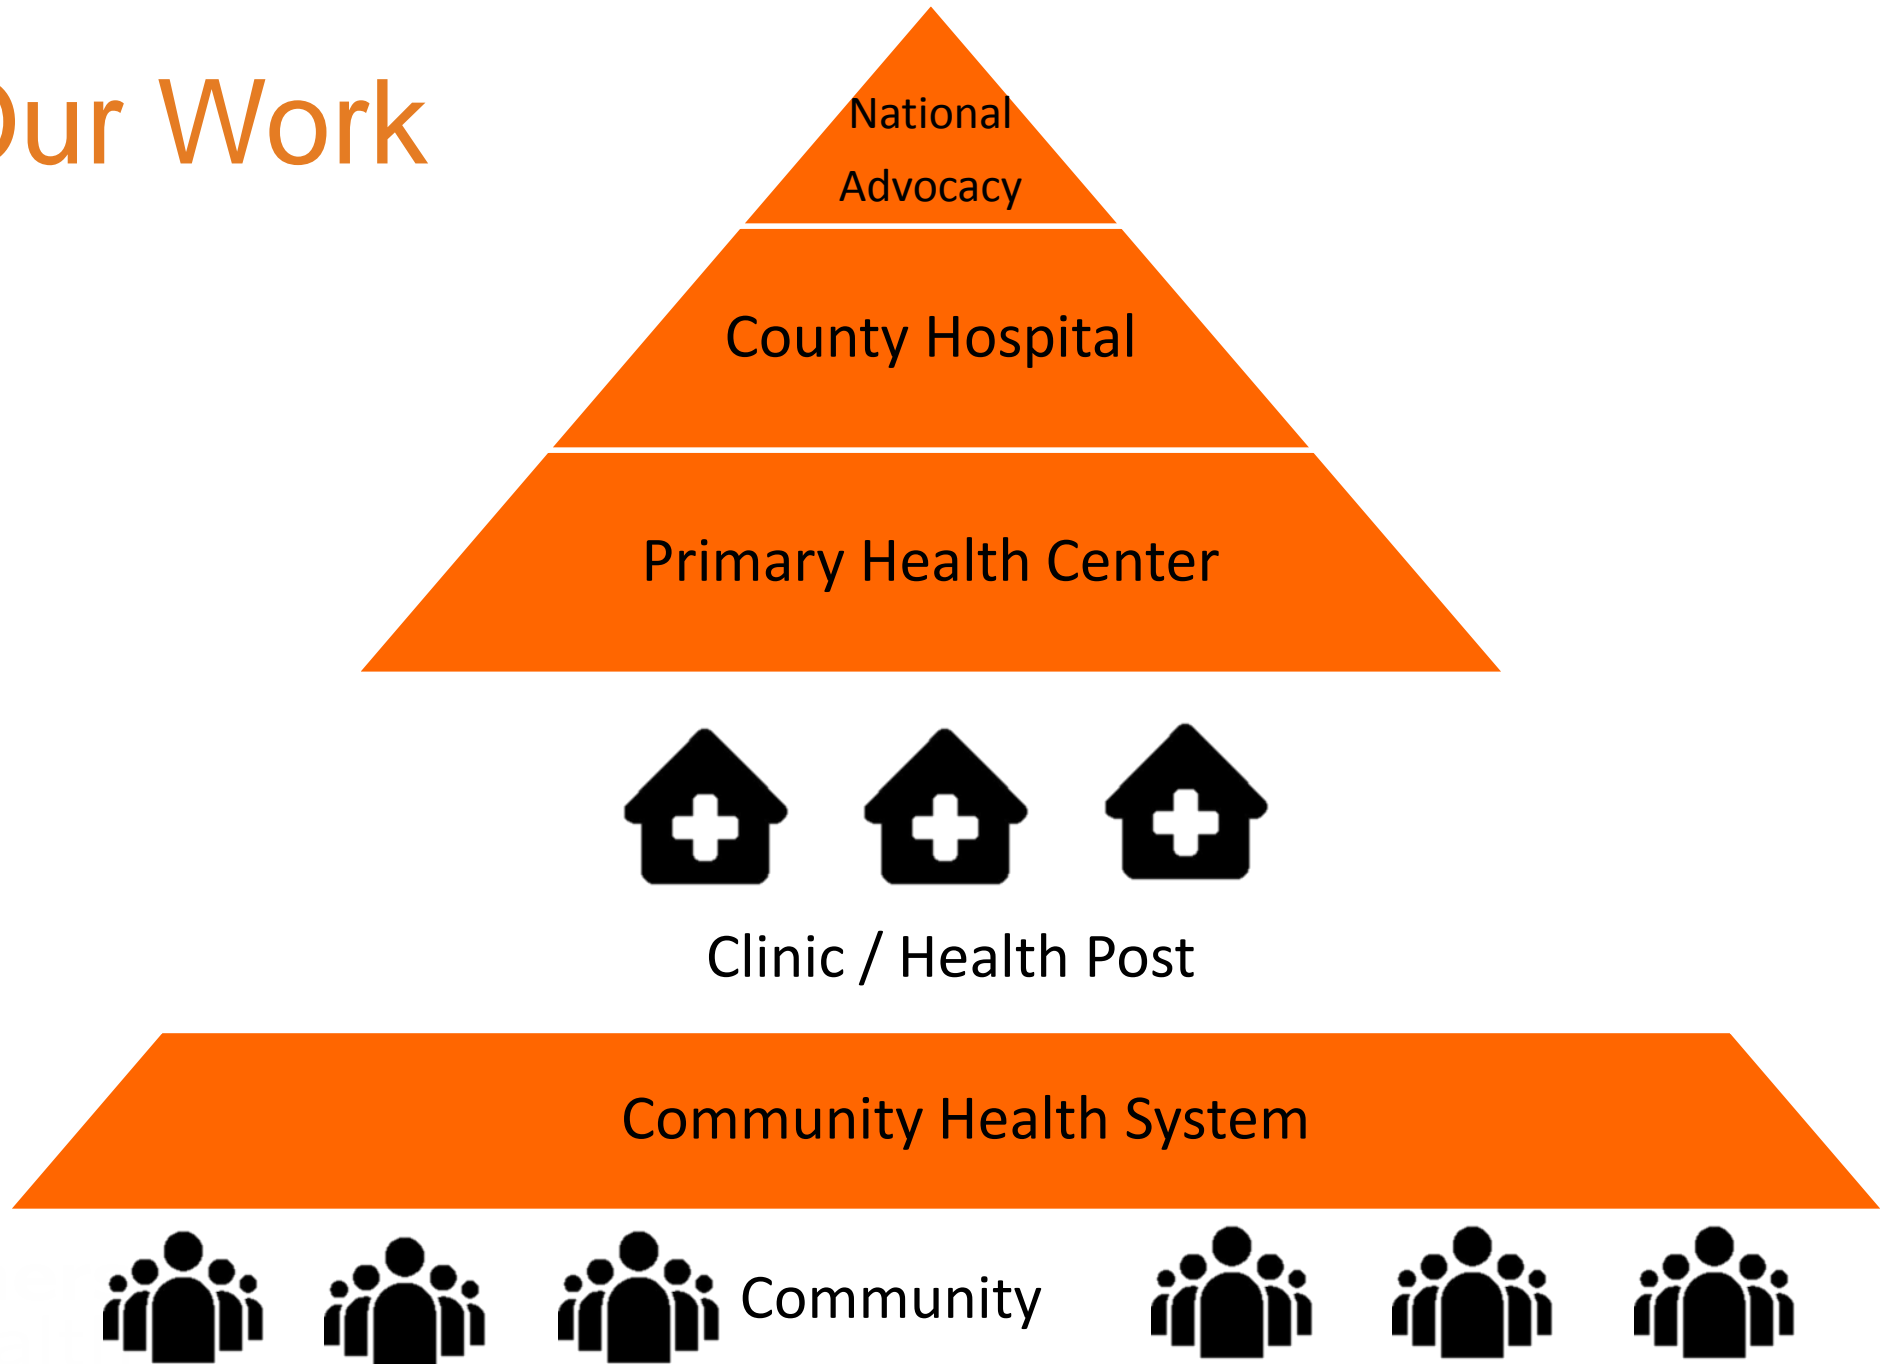 Our Work
National
Advocacy
County Hospital
Primary Health Center
Clinic / Health Post
Community Health System
Community